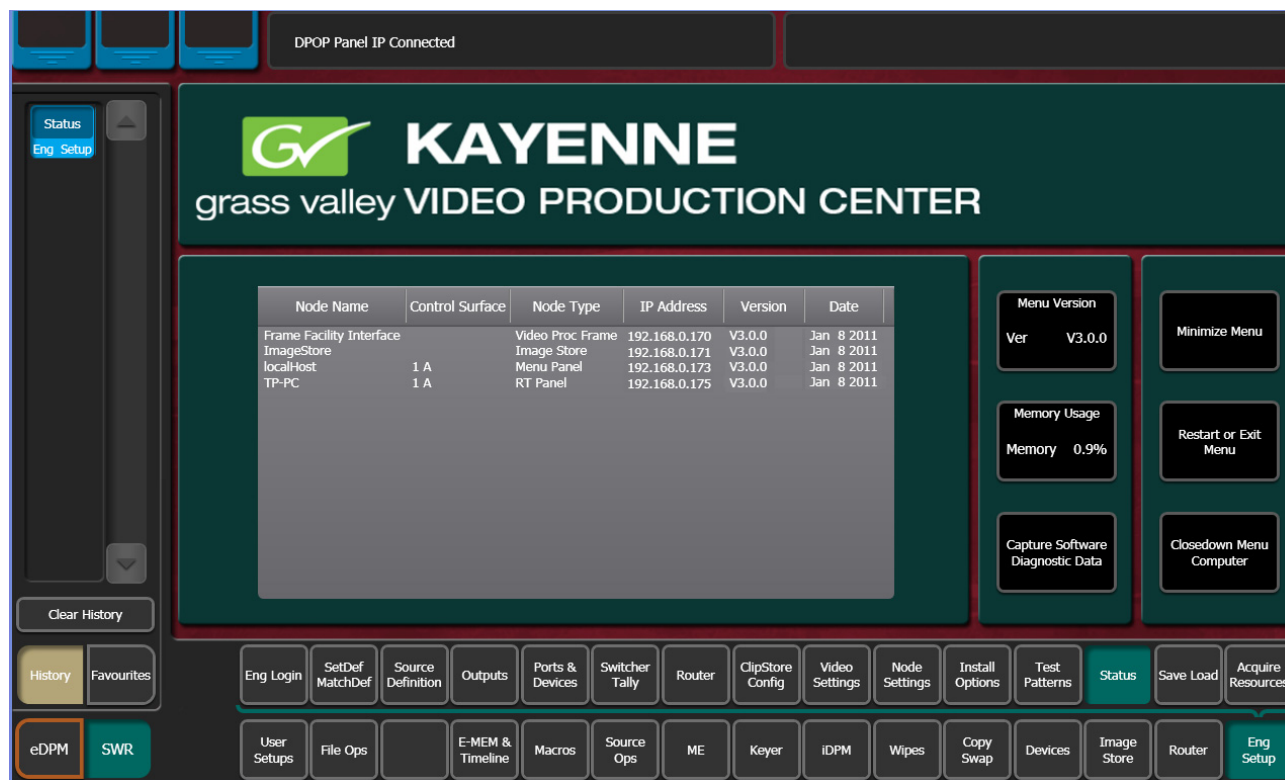 DPOP Panel IP Connected
Status
Eng Setup
Clear History
History
Favourites
eDPM
SWR
GV
KAYENNE
grass valley VIDEO PRODUCTION CENTER
Node Name Control Surface Node Type IP Address Version Date
Frame Facility Interface Video Proc Frame 192.168.0.170 V3.0.0 Jan 8 2011
ImageStore Image Store 192.168.0.171 V3.0.0 Jan 8 2011
localHost 1 A Menu Panel 192.168.0.173 V3.0.0 Jan 8 2011
TP-PC 1 A RT Panel 192.168.0.175 V3.0.0 Jan 8 2011
Menu Version
Ver V3.0.0
Memory Usage
Memory 0.9%
Capture Software
Diagnostic Data
Minimize Menu
Restart or Exit
Menu
Closedown Menu
Computer
Eng Login
SetDef
MatchDef
Source
Definition
Outputs
Ports &
Devices
Switcher
Tally
Router
ClipStore
Config
Video
Settings
Node
Settings
Install
Options
Test
Patterns
Status
Save Load
Acquire
Resources
User
Setups
File Ops
E-MEM &
Timeline
Macros
Source
Ops
ME
Keyer
iDPM
Wipes
Copy
Swap
Devices
Image
Store
Router
Eng
Setup